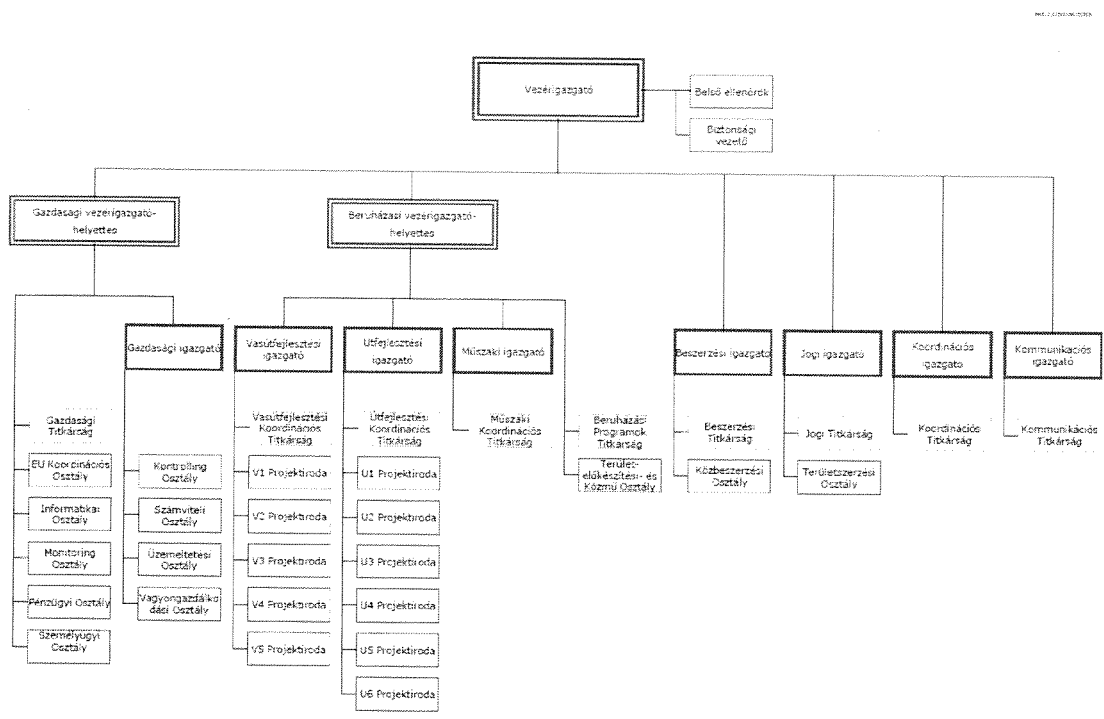 Vezérigazgató
Belső ellenőrök
Biztonsági
vezető
Gazdasági vezérigazgató-
helyettes
Beruházási vezérigazgató-
helyettes
Gazdasági igazgató
Vasútfejlesztési
igazgató
Útfejlesztési
igazgató
Műszaki igazgató
Beszerzési igazgató
Jogi igazgató
Koordinációs
igazgató
Kommunikációs
igazgató
Gazdasági
Titkárság
Vasútfejlesztési
Koordinációs
Titkárság
Útfejlesztési
Koordinációs
Titkárság
Műszaki
Koordinációs
Titkárság
Beruházási
Programok
Titkárság
Beszerzési
Titkárság
Jogi Titkárság
Koordinációs
Titkárság
Kommunikációs
Titkárság
EU Koordinációs
Osztály
Kontrolling
Osztály
V1 Projektiroda
U1 Projektiroda
Terület-
előkészítési- és
Közmű Osztály
Közbeszerzési
Osztály
Területszerzési
Osztály
Informatikai
Osztály
Számviteli
Osztály
V2 Projektiroda
U2 Projektiroda
Monitoring
Osztály
Üzemeltetési
Osztály
V3 Projektiroda
U3 Projektiroda
Pénzügyi Osztály
Vagyongazdálko
dási Osztály
V4 Projektiroda
U4 Projektiroda
Személyügyi
Osztály
V5 Projektiroda
U5 Projektiroda
U6 Projektiroda